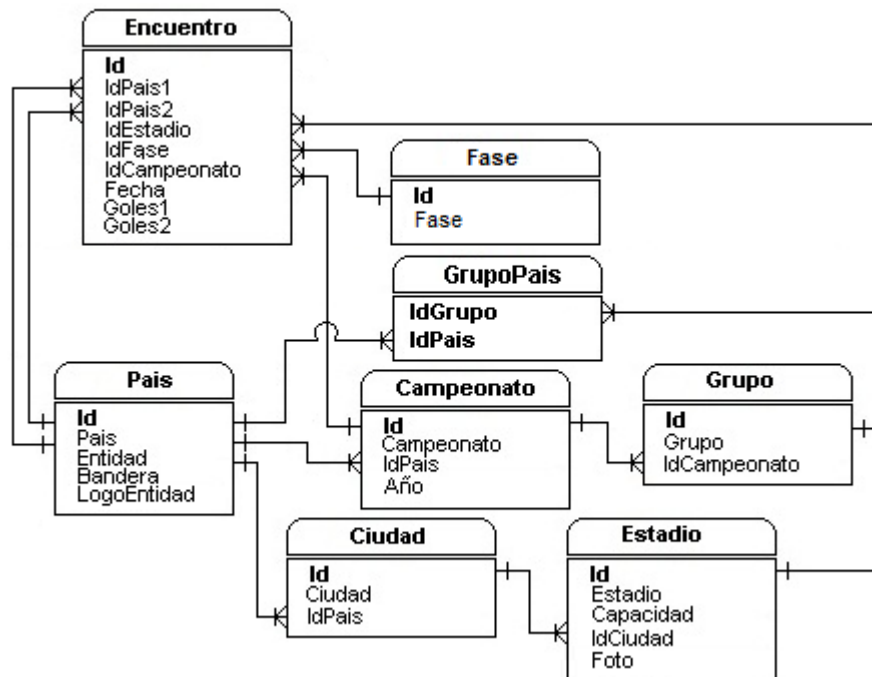 Encuentro
Id
IdPais1
IdPais2
IdEstadio
IdFase
IdCampeonato
Fecha
Goles1
Goles2
Fase
Id
Fase
GrupoPais
IdGrupo
IdPais
Pais
Id
Pais
Entidad
Bandera
LogoEntidad
Campeonato
Id
Campeonato
IdPais
Año
Grupo
Id
Grupo
IdCampeonato
Ciudad
Id
Ciudad
IdPais
Estadio
Id
Estadio
Capacidad
IdCiudad
Foto